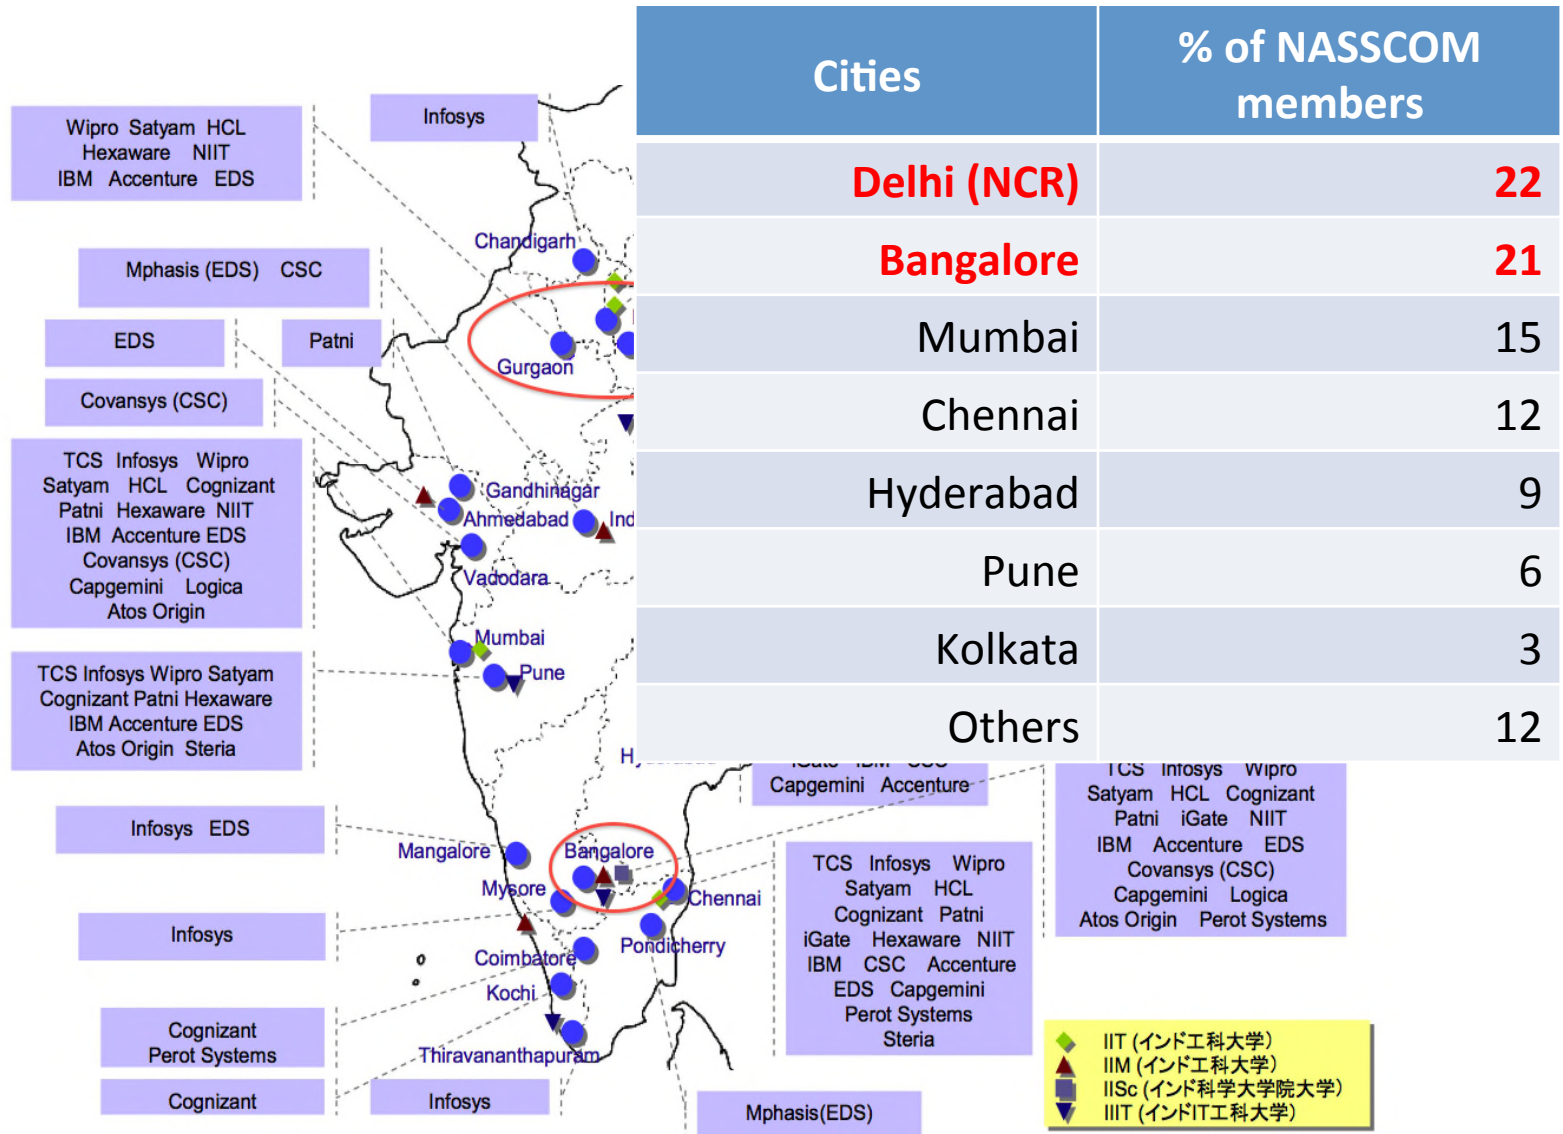 Cities % of NASSCOM members
Delhi (NCR) 22
Bangalore 21
Mumbai 15
Chennai 12
Hyderabad 9
Pune 6
Kolkata 3
Others 12
Wipro Satyam HCL
Hexaware NIIT
IBM Accenture EDS
Infosys
Chandigarh
Mphasis (EDS) CSC
EDS
Patni
Gurgaon
Covansys (CSC)
TCS Infosys Wipro
Satyam HCL Cognizant
Patni Hexaware NIIT
IBM Accenture EDS
Covansys (CSC)
Capgemini Logica
Atos Origin
Gandhinagar
Ahmedabad
Vadodara
Mumbai
Pune
TCS Infosys Wipro Satyam
Cognizant Patni Hexaware
IBM Accenture EDS
Atos Origin Steria
iGate IBM CSC
Capgemini Accenture
TCS Infosys Wipro
Satyam HCL Cognizant
Patni iGate NIIT
IBM Accenture EDS
Covansys (CSC)
Capgemini Logica
Atos Origin Perot Systems
Infosys EDS
Mangalore
Bangalore
Mysore
Chennai
TCS Infosys Wipro
Satyam HCL
Cognizant Patni
iGate Hexaware NIIT
IBM CSC Accenture
EDS Capgemini
Perot Systems
Steria
Infosys
Coimbatore
Pondicherry
Kochi
Cognizant
Perot Systems
Thiravananthapuram
Cognizant
Infosys
Mphasis(EDS)
IIT (インド工科大学)
IIM (インド工科大学)
IISc (インド科学大学院大学)
IIIT (インドIT工科大学)